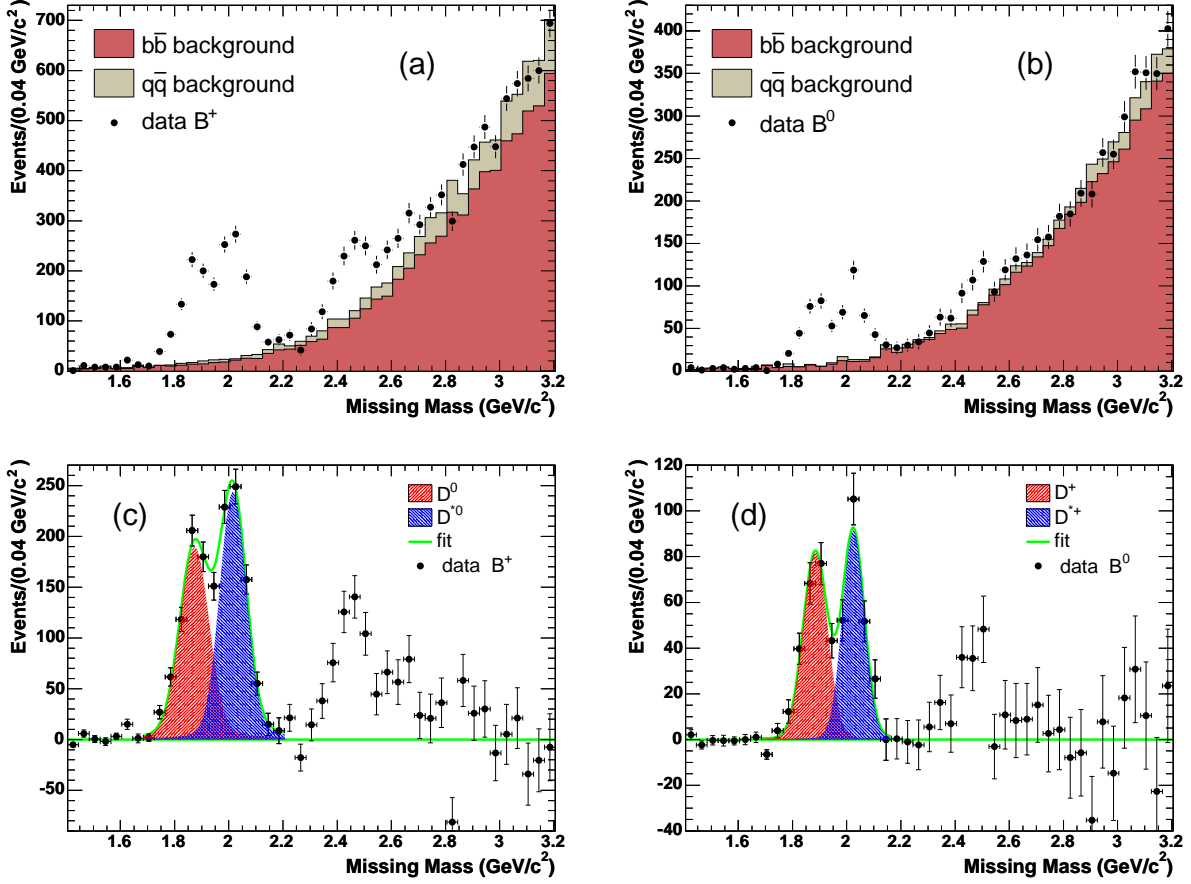 Events/(0.04 GeV/c²)
700
600
500
400
300
200
100
0
bb̄ background
qq̄ background
data B⁺
(a)
1.6 1.8 2 2.2 2.4 2.6 2.8 3 3.2
Missing Mass (GeV/c²)
Events/(0.04 GeV/c²)
400
350
300
250
200
150
100
50
0
bb̄ background
qq̄ background
data B⁰
(b)
1.6 1.8 2 2.2 2.4 2.6 2.8 3 3.2
Missing Mass (GeV/c²)
Events/(0.04 GeV/c²)
250
200
150
100
50
0
-50
(c)
D⁰
D*⁰
fit
data B⁺
1.6 1.8 2 2.2 2.4 2.6 2.8 3 3.2
Missing Mass (GeV/c²)
Events/(0.04 GeV/c²)
120
100
80
60
40
20
0
-20
-40
(d)
D⁺
D*⁺
fit
data B⁰
1.6 1.8 2 2.2 2.4 2.6 2.8 3 3.2
Missing Mass (GeV/c²)